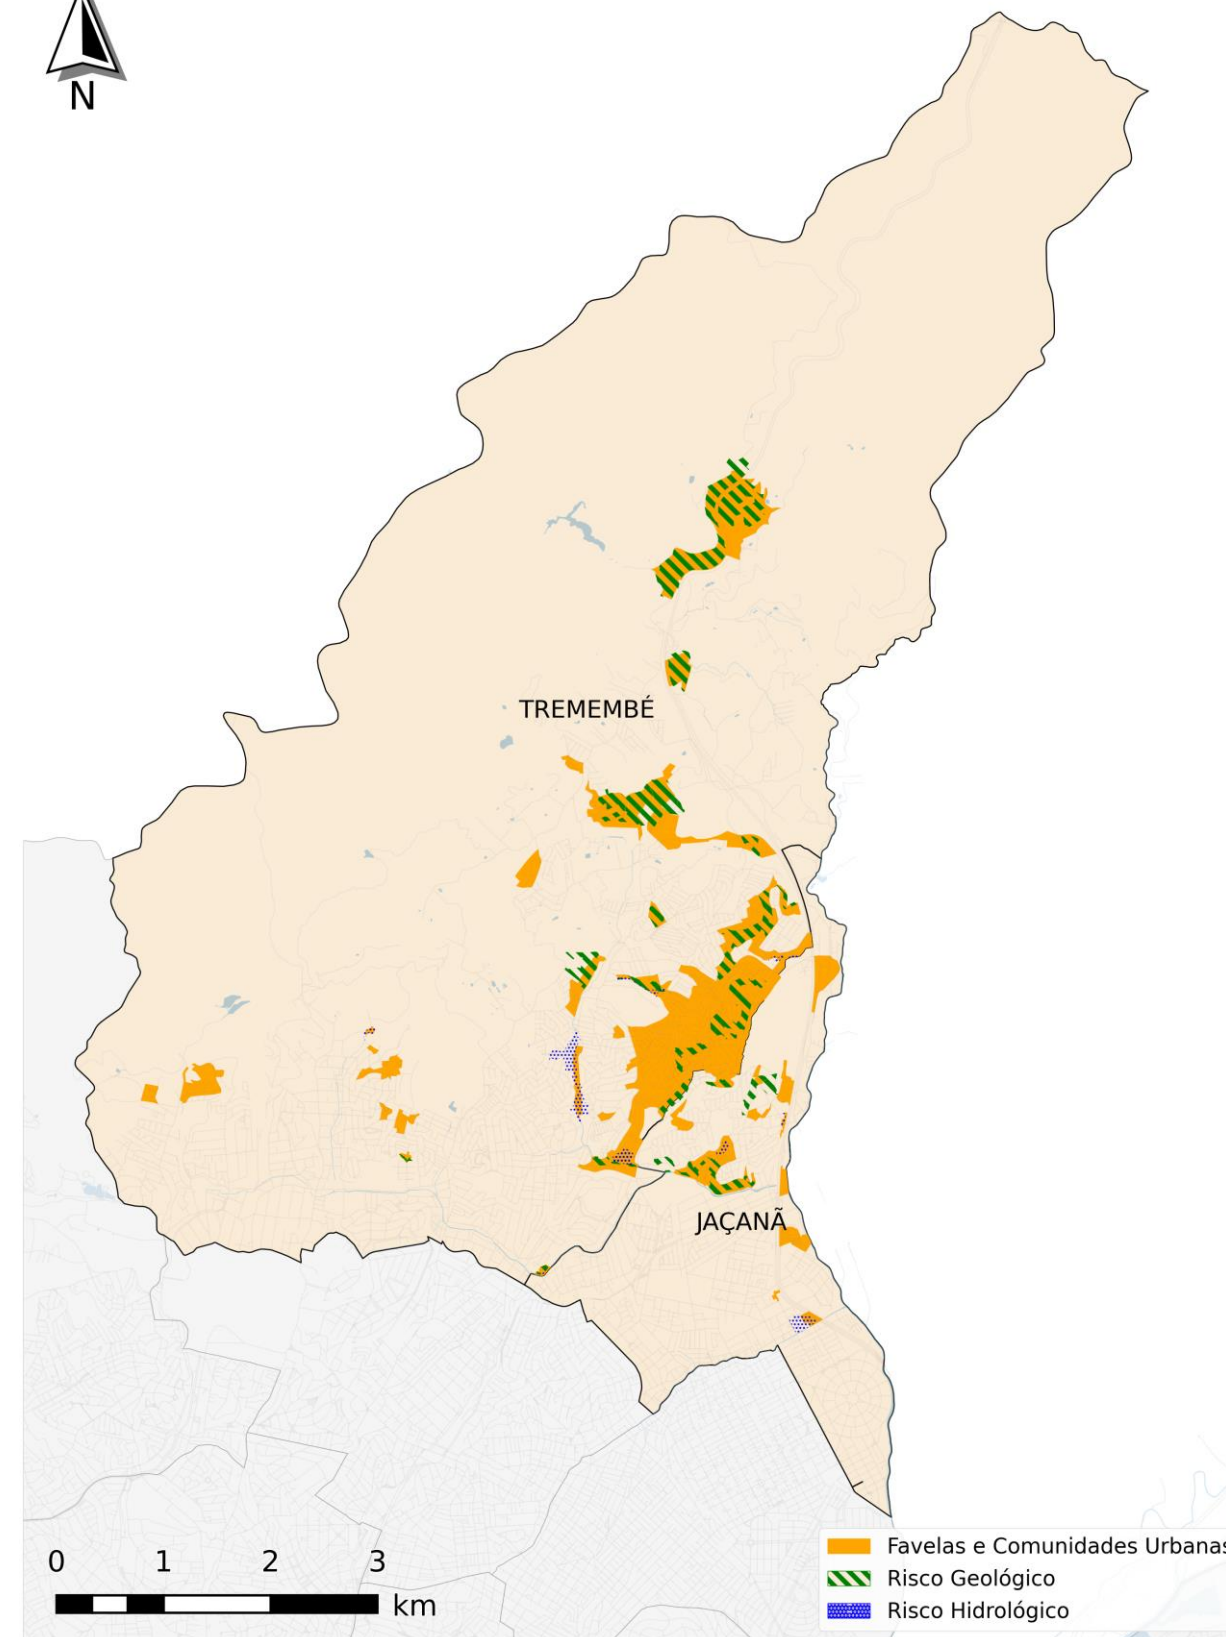 N
TREMEMBÉ
JAÇANÃ
0 1 2 3
km
Favelas e Comunidades Urbanas
Risco Geológico
Risco Hidrológico